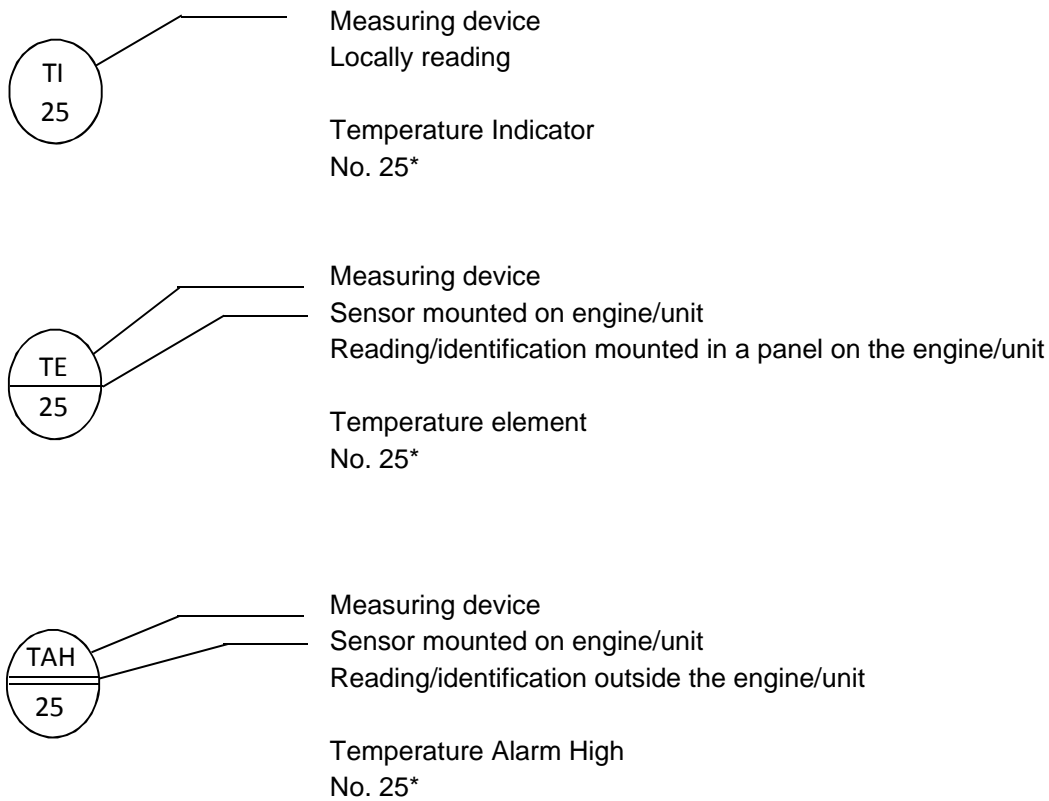 TI
25
Measuring device
Locally reading
Temperature Indicator
No. 25*
TE
25
Measuring device
Sensor mounted on engine/unit
Reading/identification mounted in a panel on the engine/unit
Temperature element
No. 25*
TAH
25
Measuring device
Sensor mounted on engine/unit
Reading/identification outside the engine/unit
Temperature Alarm High
No. 25*